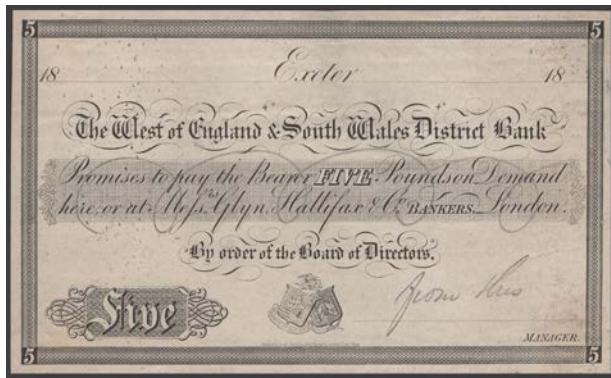 5 5
18 Exeter 18
The West of England & South Wales District Bank
Promises to pay the Bearer FIVE Pounds on Demand
here, or at Messrs. Glyn, Hallifax & Co. BANKERS, London.
By order of the Board of Directors.
Five
MANAGER.
5 5